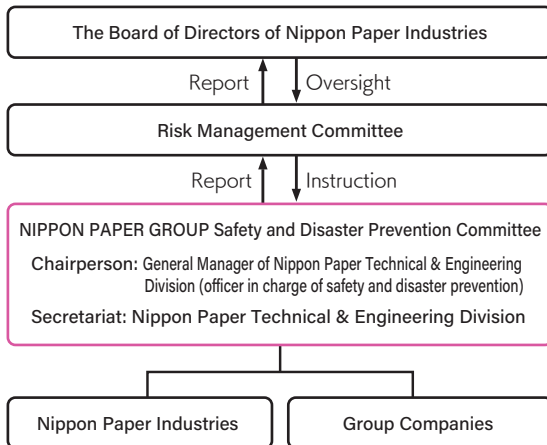 The Board of Directors of Nippon Paper Industries
Report
Oversight
Risk Management Committee
Report
Instruction
NIPPON PAPER GROUP Safety and Disaster Prevention Committee
Chairperson: General Manager of Nippon Paper Technical & Engineering
Division (officer in charge of safety and disaster prevention)
Secretariat: Nippon Paper Technical & Engineering Division
Nippon Paper Industries
Group Companies